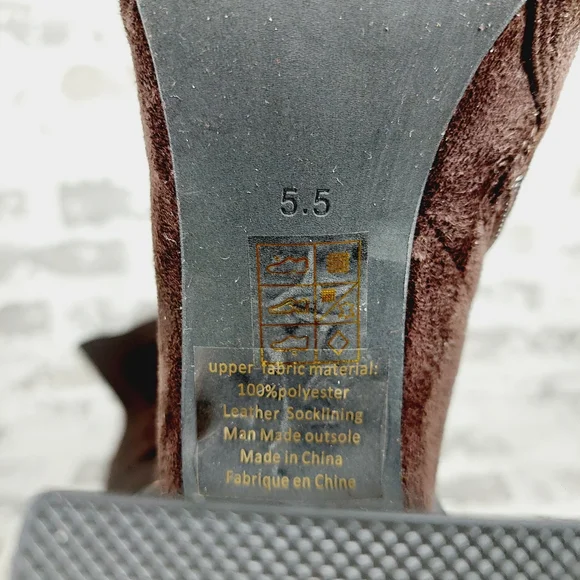 5.5
upper fabric material:
100%polyester
Leather Socklining
Man Made outsole
Made in China
Fabrique en Chine